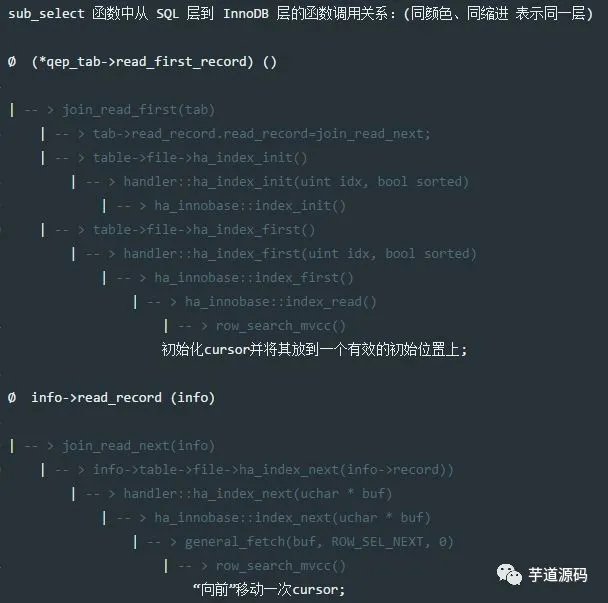 sub_select 函数中从 SQL 层到 InnoDB 层的函数调用关系：(同颜色、同缩进 表示同一层)
Ø (*qep_tab->read_first_record) ()
| -- > join_read_first(tab)
| -- > tab->read_record.read_record=join_read_next;
| -- > table->file->ha_index_init()
| -- > handler::ha_index_init(uint idx, bool sorted)
| -- > ha_innobase::index_init()
| -- > table->file->ha_index_first()
| -- > handler::ha_index_first(uint idx, bool sorted)
| -- > ha_innobase::index_first()
| -- > ha_innobase::index_read()
| -- > row_search_mvcc()
初始化cursor并将其放到一个有效的初始位置上;
Ø info->read_record (info)
| -- > join_read_next(info)
| -- > info->table->file->ha_index_next(info->record))
| -- > handler::ha_index_next(uchar * buf)
| -- > ha_innobase::index_next(uchar * buf)
| -- > general_fetch(buf, ROW_SEL_NEXT, 0)
| -- > row_search_mvcc()
“向前”移动一次cursor;
芋道源码